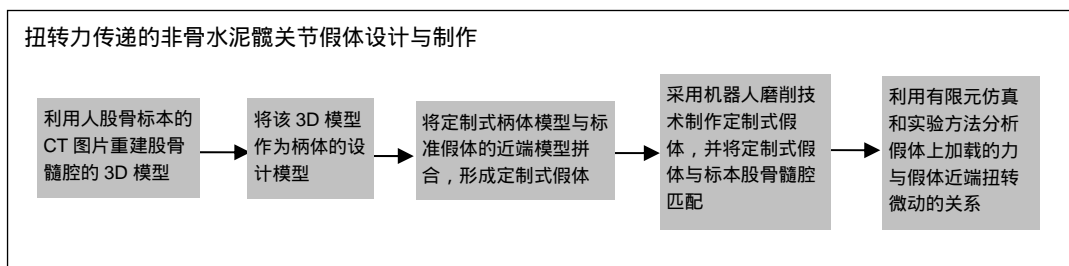 扭转力传递的非骨水泥髋关节假体设计与制作
利用人股骨标本的
CT 图片重建股骨
髓腔的 3D 模型
将该 3D 模型
作为柄体的设
计模型
将定制式柄体模型与标
准假体的近端模型拼
合，形成定制式假体
采用机器人磨削技
术制作定制式假
体，并将定制式假
体与标本股骨髓腔
匹配
利用有限元仿真
和实验方法分析
假体上加载的力
与假体近端扭转
微动的关系